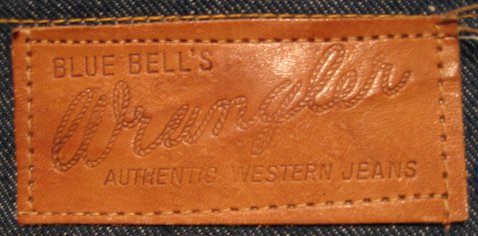 BLUE BELL'S
Wrangler
AUTHENTIC WESTERN JEANS